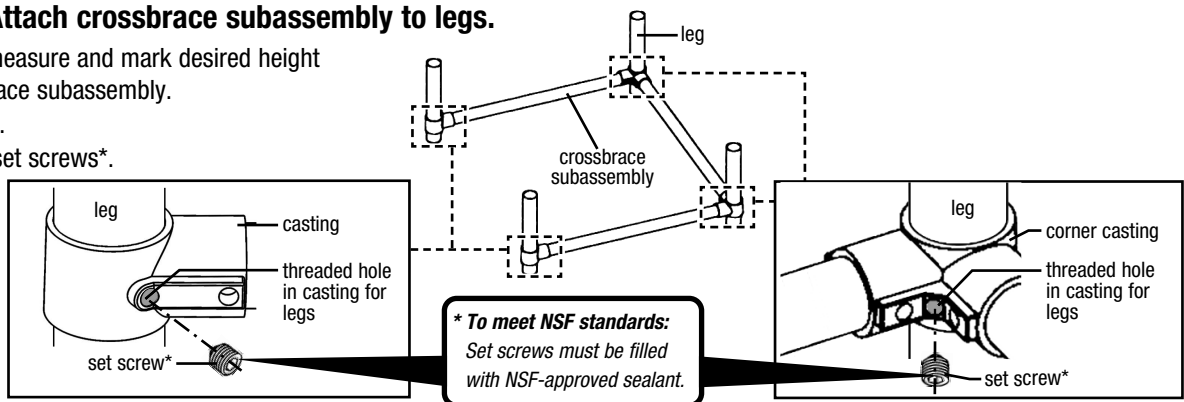 Attach crossbrace subassembly to legs.
measure and mark desired height
ace subassembly.
.
set screws*.
leg
crossbrace
subassembly
leg
casting
threaded hole
in casting for
legs
set screw*
* To meet NSF standards:
Set screws must be filled
with NSF-approved sealant.
leg
corner casting
threaded hole
in casting for
legs
set screw*